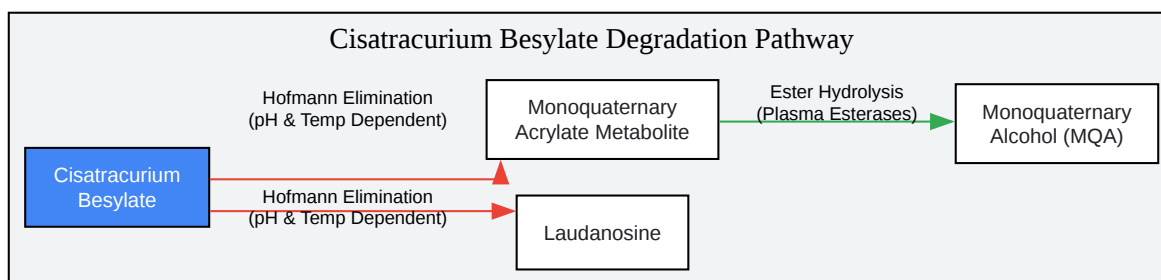 Cisatracurium Besylate Degradation Pathway
Hofmann Elimination
(pH & Temp Dependent)
Monoquaternary
Acrylate Metabolite
Ester Hydrolysis
(Plasma Esterases)
Monoquaternary
Alcohol (MQA)
Cisatracurium
Besylate
Hofmann Elimination
(pH & Temp Dependent)
Laudanosine